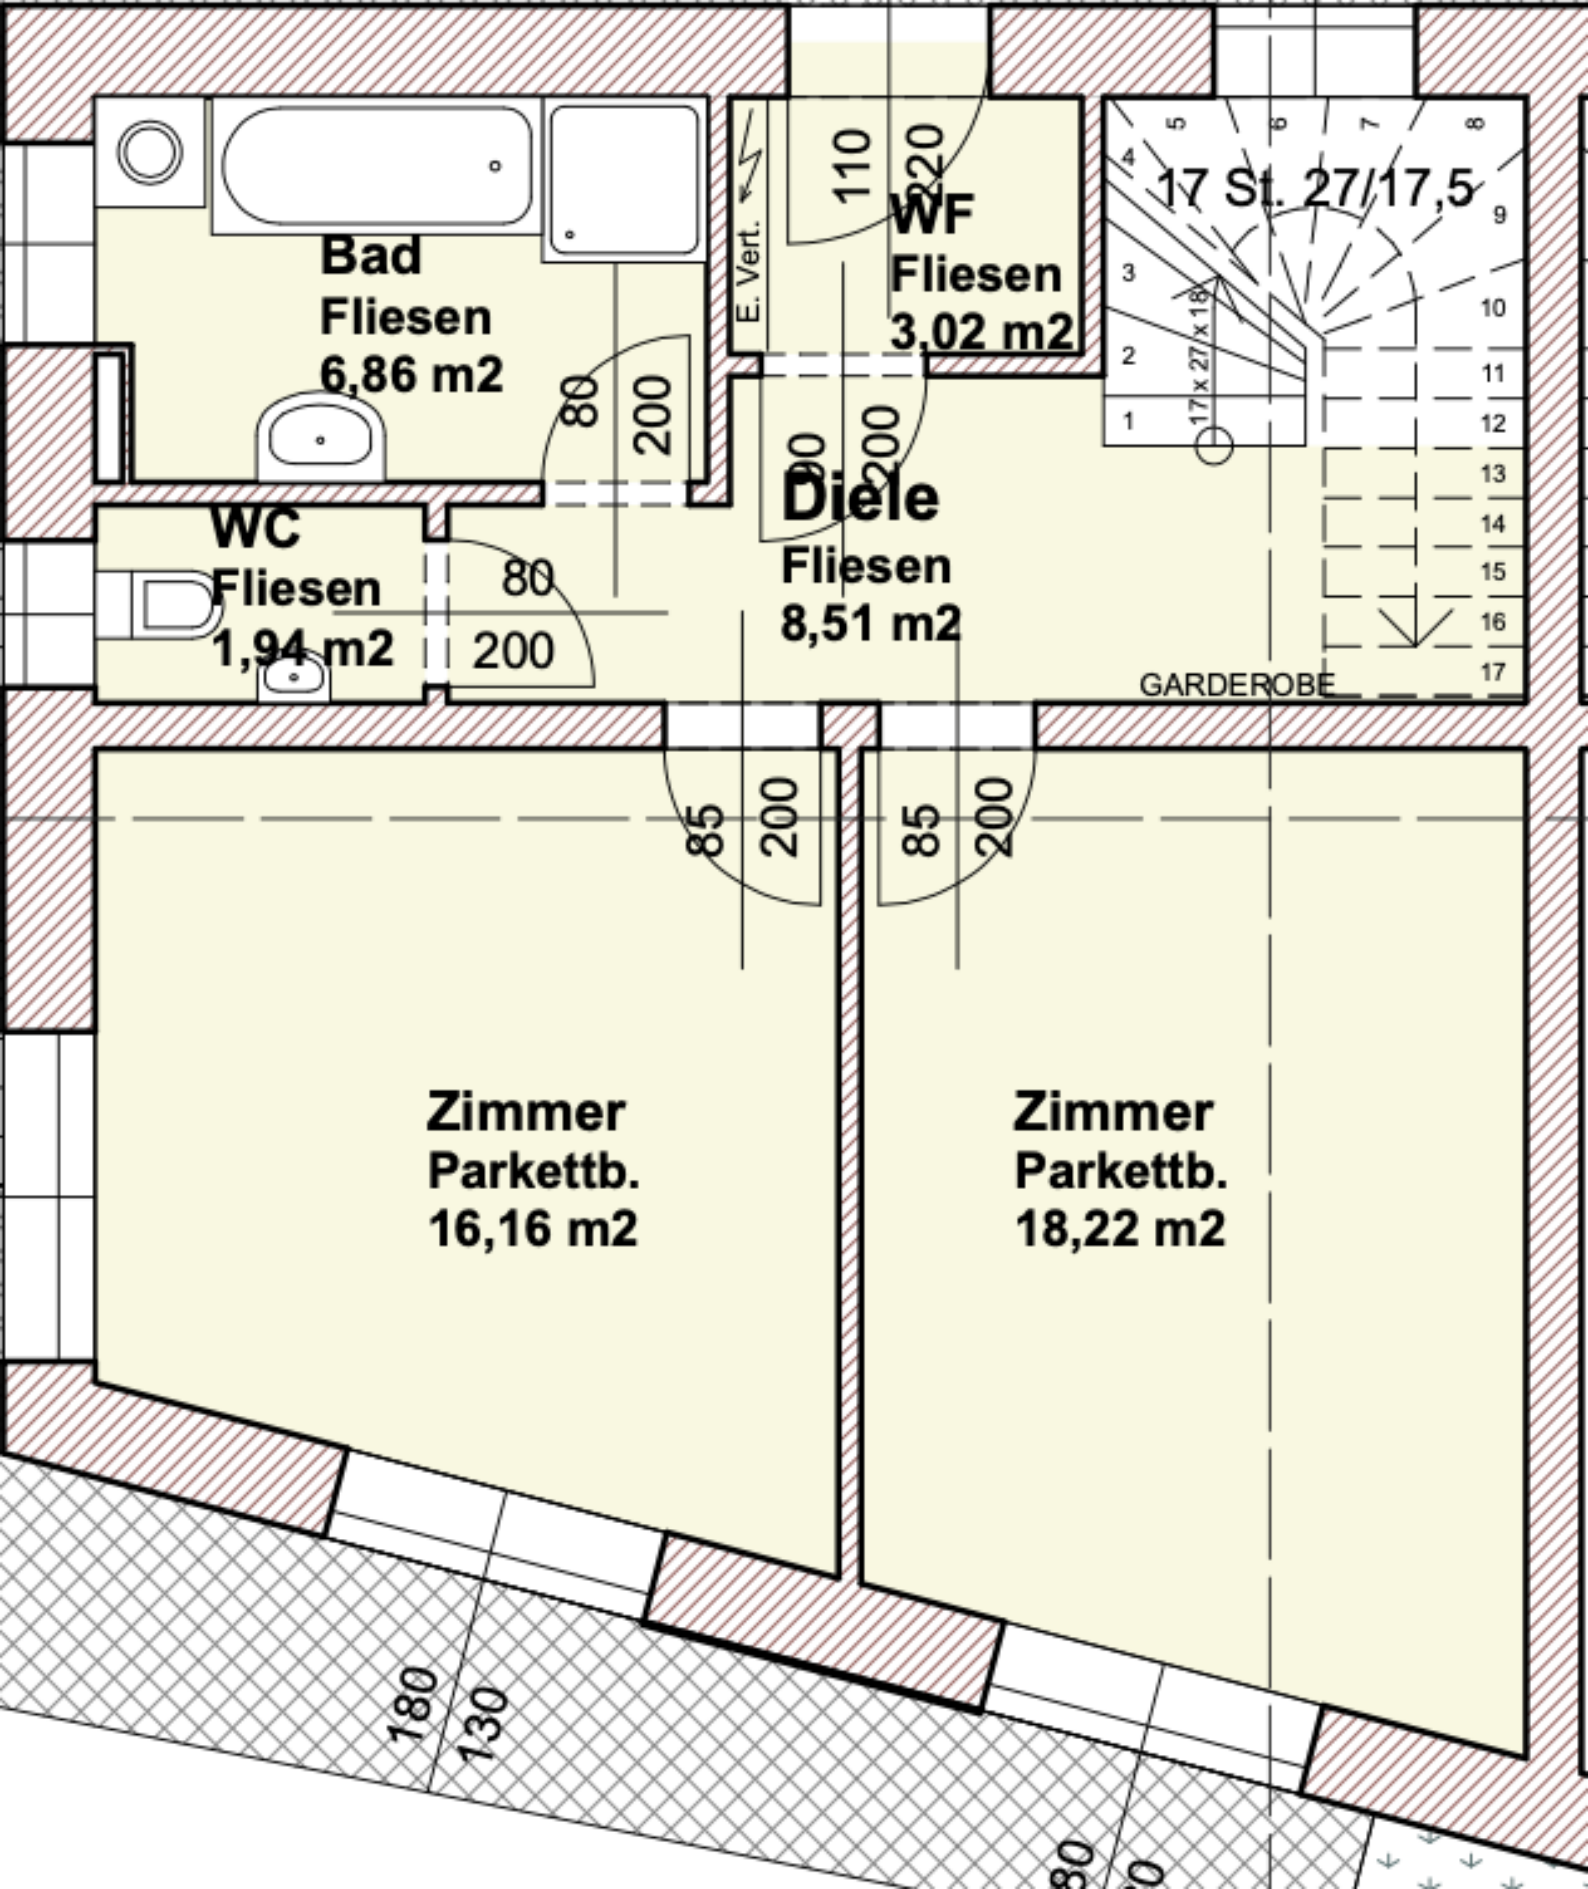 5
6
7
8
4
17 St. 27/17,5
9
110
220
WF
Fliesen
3,02 m2
E. Vert.
Bad
Fliesen
6,86 m2
3
2
1
17 x 27 x 18
10
11
12
13
14
15
16
17
80
200
90
200
Diele
Fliesen
8,51 m2
WC
Fliesen
1,94 m2
80
200
GARDEROBE
85
200
85
200
Zimmer
Parkettb.
16,16 m2
Zimmer
Parkettb.
18,22 m2
180
130
80